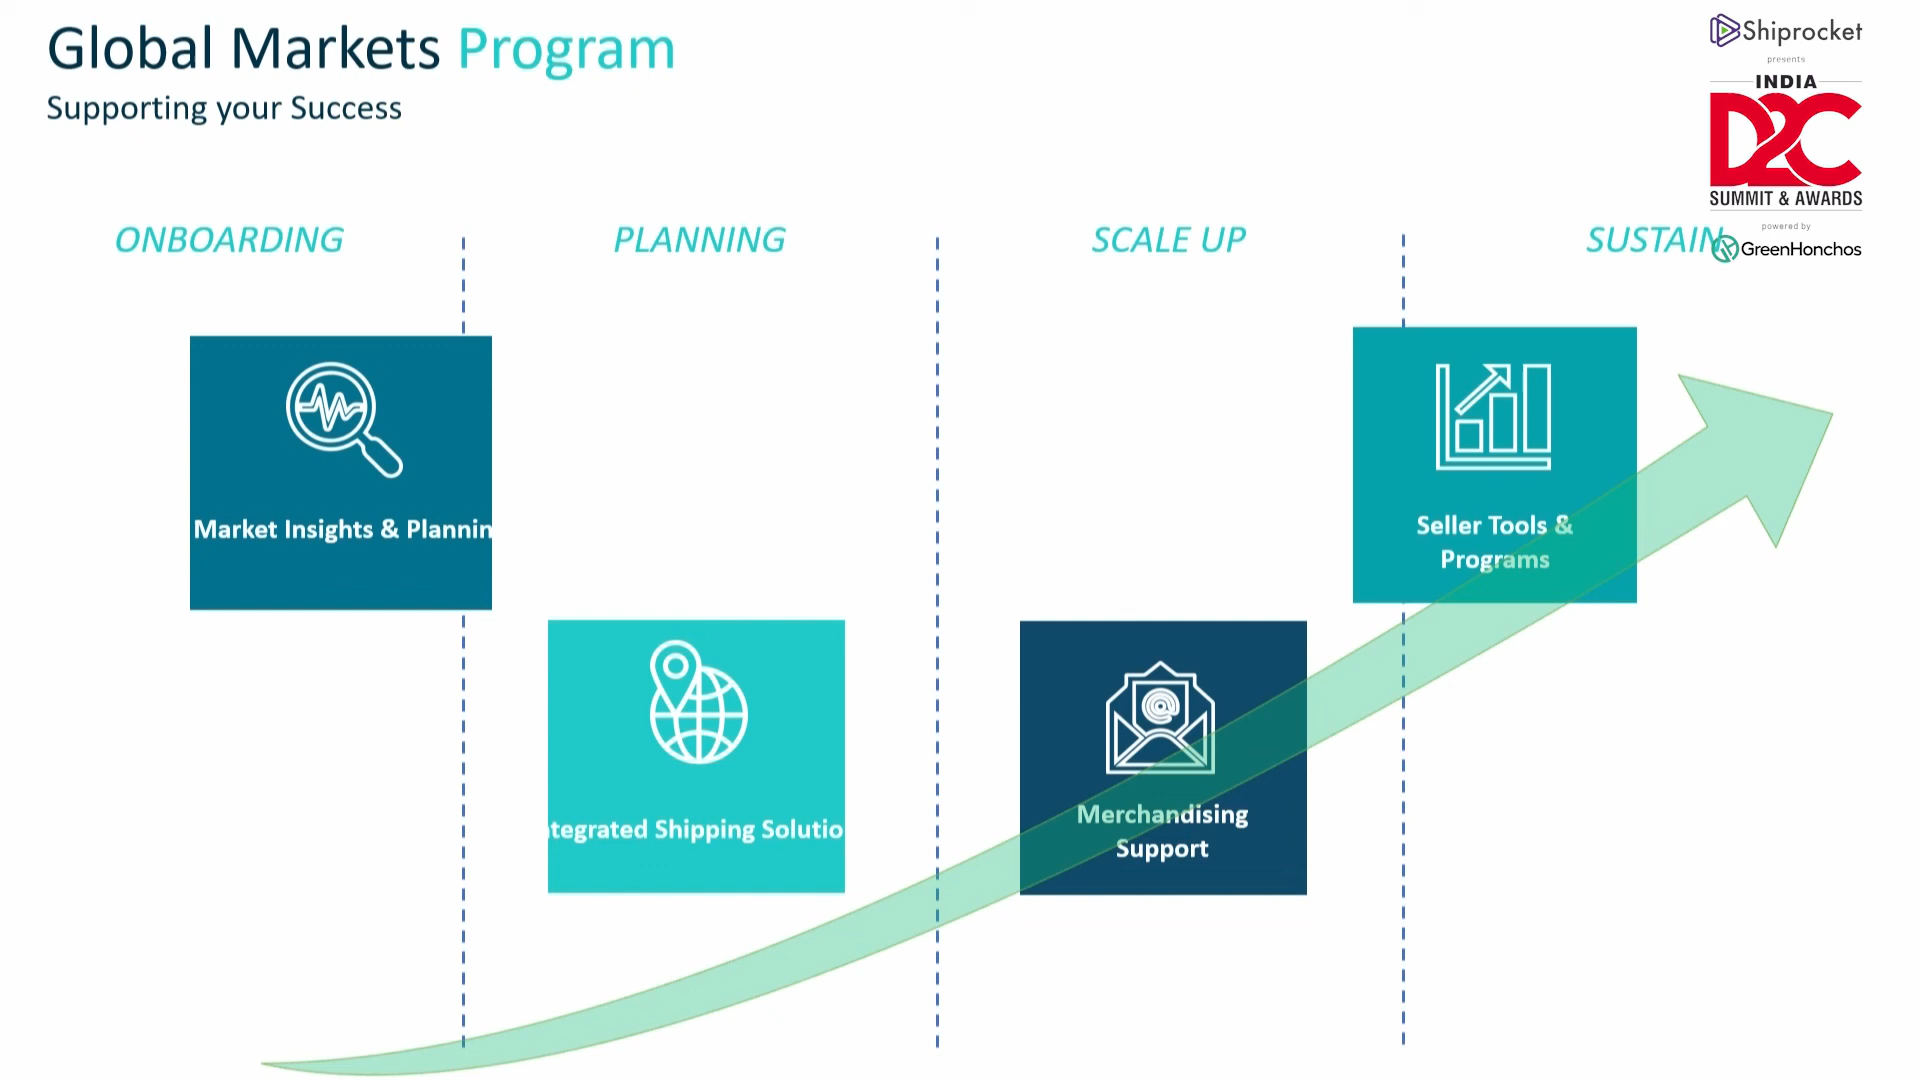 Global Markets Program
Supporting your Success
Shiprocket
presents
INDIA
D2C
SUMMIT & AWARDS
powered by
GreenHonchos
ONBOARDING
PLANNING
SCALE UP
SUSTAIN
Market Insights & Plannin
Seller Tools &
Programs
tegrated Shipping Solutio
Merchandising
Support